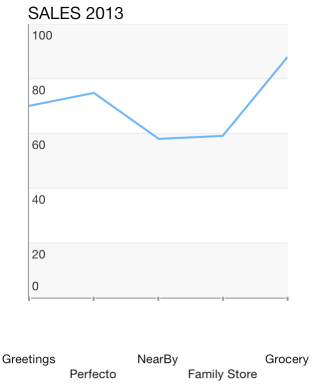 SALES 2013
100
80
60
40
20
0
Greetings
Perfecto
NearBy
Family Store
Grocery